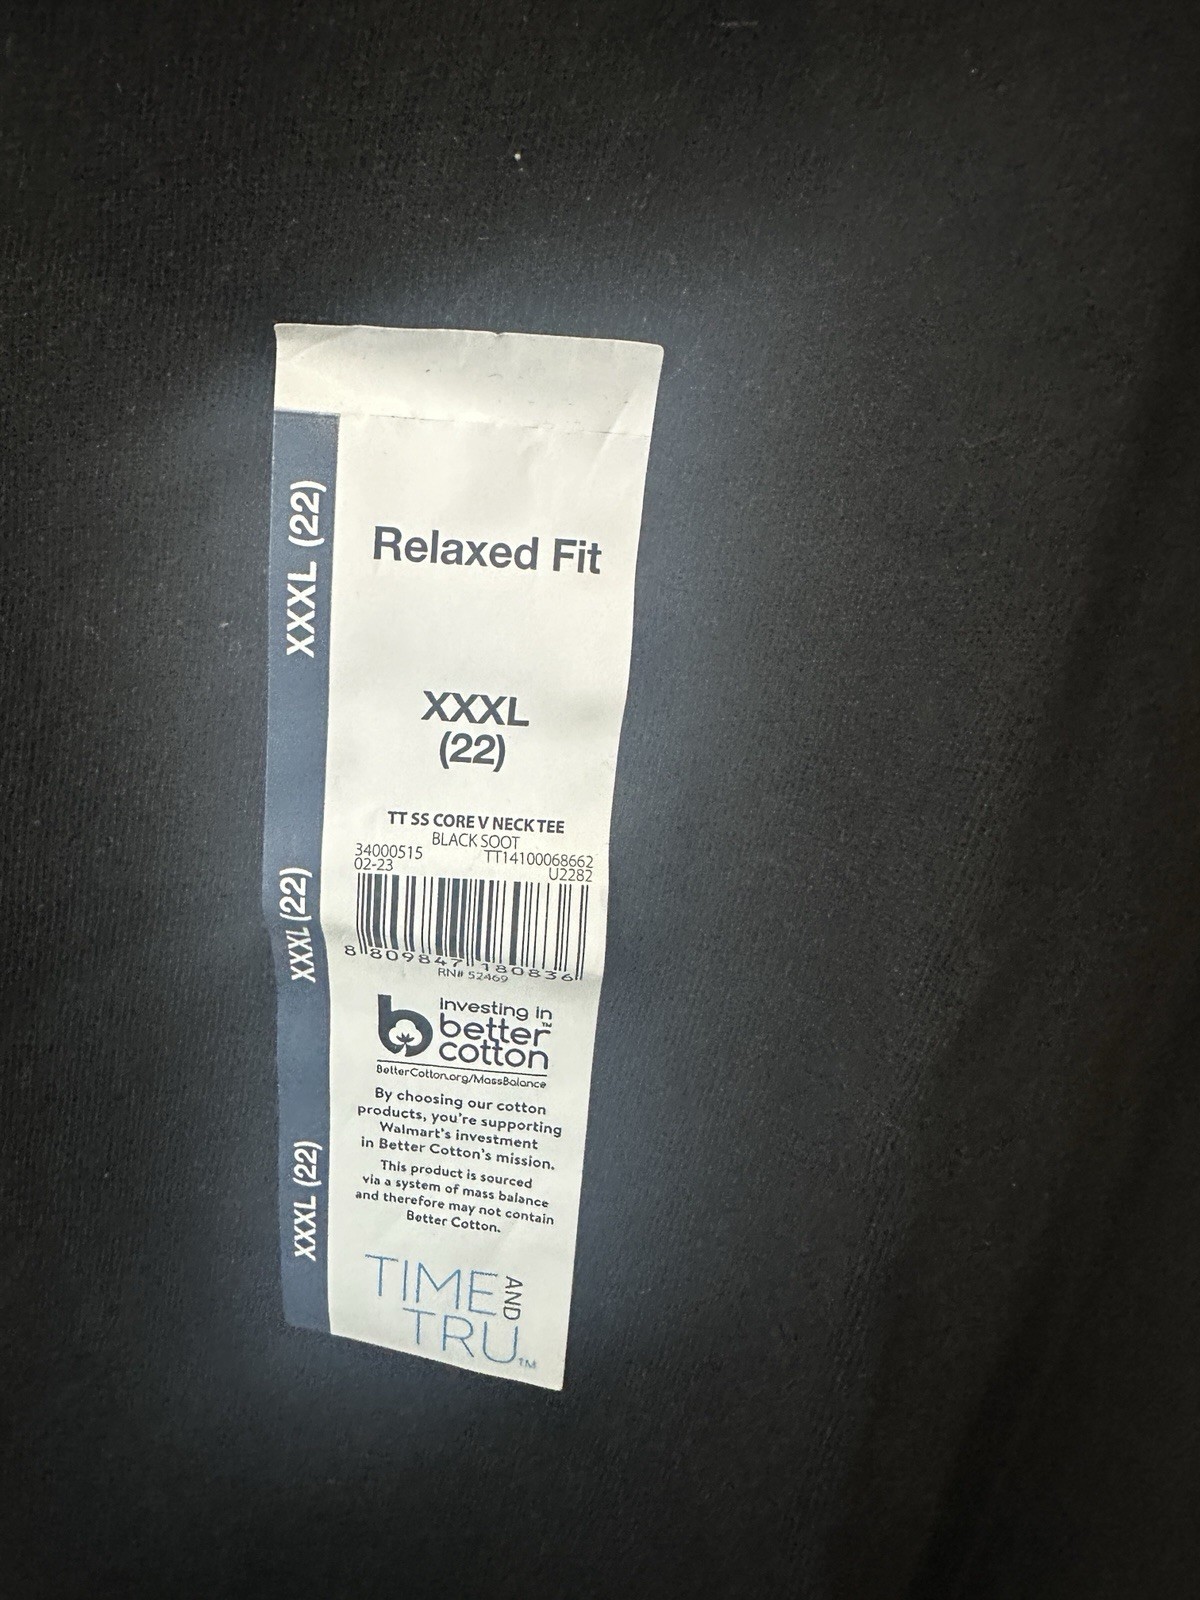 Relaxed Fit
XXXL
(22)
TT SS CORE V NECK TEE
BLACK SOOT
34000515 TT14100068662
02-23 U2282
8 809847 180836
RN# 52469
investing in
better™
cotton
BetterCotton.org/MassBalance
By choosing our cotton
products, you're supporting
Walmart's investment
in Better Cotton's mission.
This product is sourced
via a system of mass balance
and therefore may not contain
Better Cotton.
TIME AND
TRU™
XXXL (22)
XXXL (22)
XXXL (22)